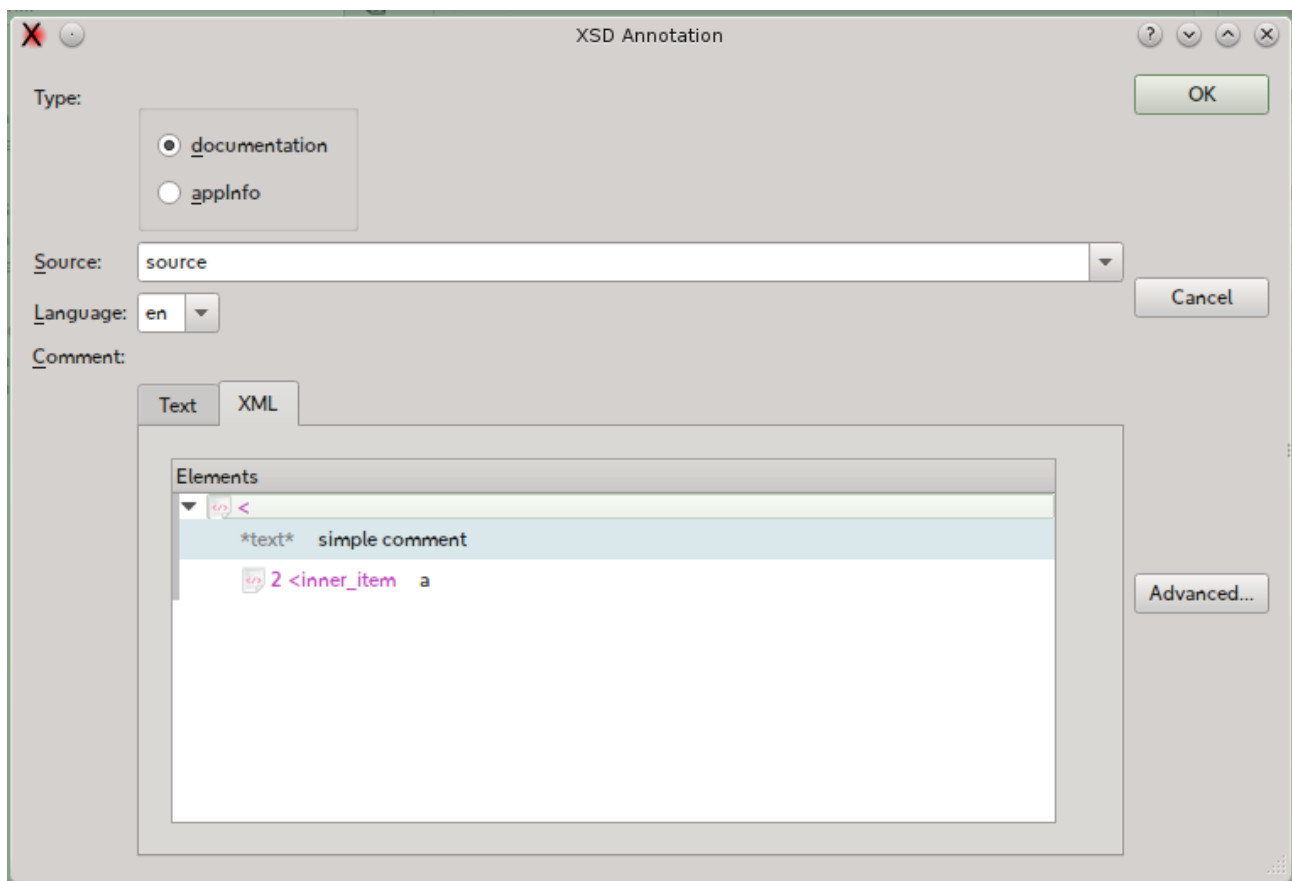 XSD Annotation
Type:
OK
documentation
appInfo
Source: source
Cancel
Language: en
Comment:
Text XML
Elements
<
*text* simple comment
2 <inner_item a
Advanced...